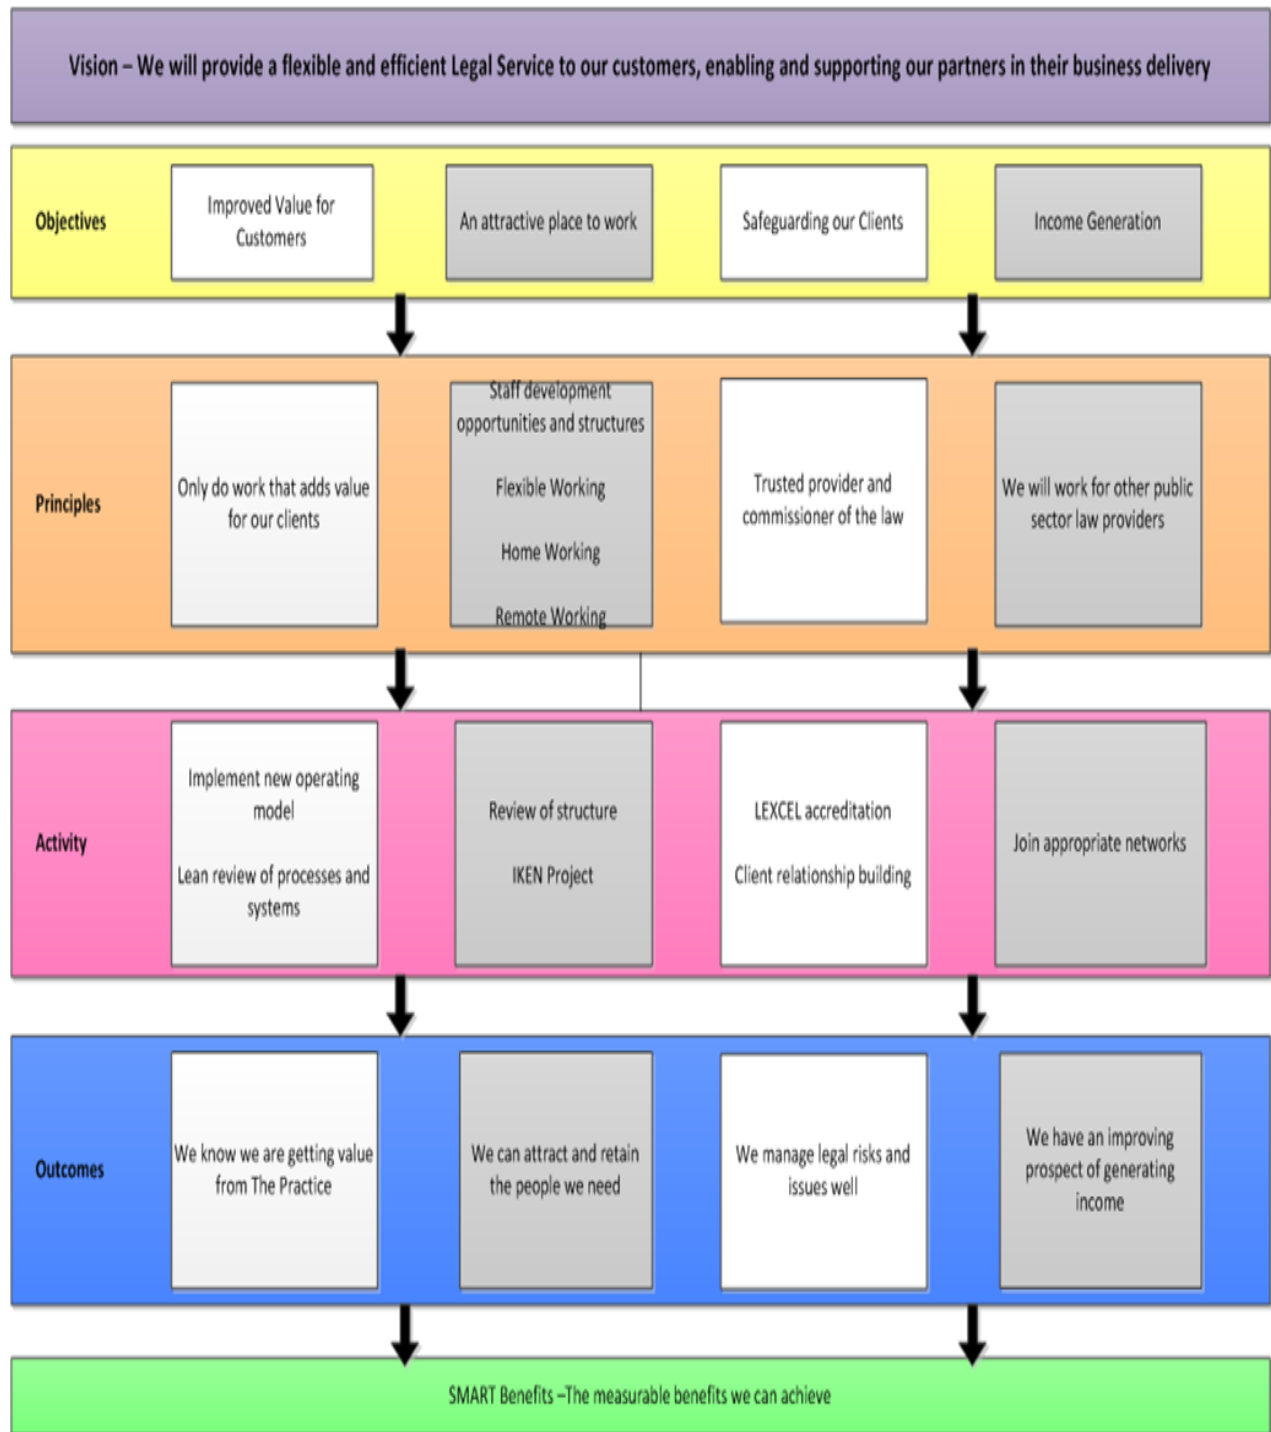 Vision – We will provide a flexible and efficient Legal Service to our customers, enabling and supporting our partners in their business delivery
Objectives
Improved Value for
Customers
An attractive place to work
Safeguarding our Clients
Income Generation
Principles
Only do work that adds value
for our clients
Staff development
opportunities and structures
Flexible Working
Home Working
Remote Working
Trusted provider and
commissioner of the law
We will work for other public
sector law providers
Activity
Implement new operating
model
Lean review of processes and
systems
Review of structure
IKEN Project
LEXCEL accreditation
Client relationship building
Join appropriate networks
Outcomes
We know we are getting value
from The Practice
We can attract and retain
the people we need
We manage legal risks and
issues well
We have an improving
prospect of generating
income
SMART Benefits –The measurable benefits we can achieve